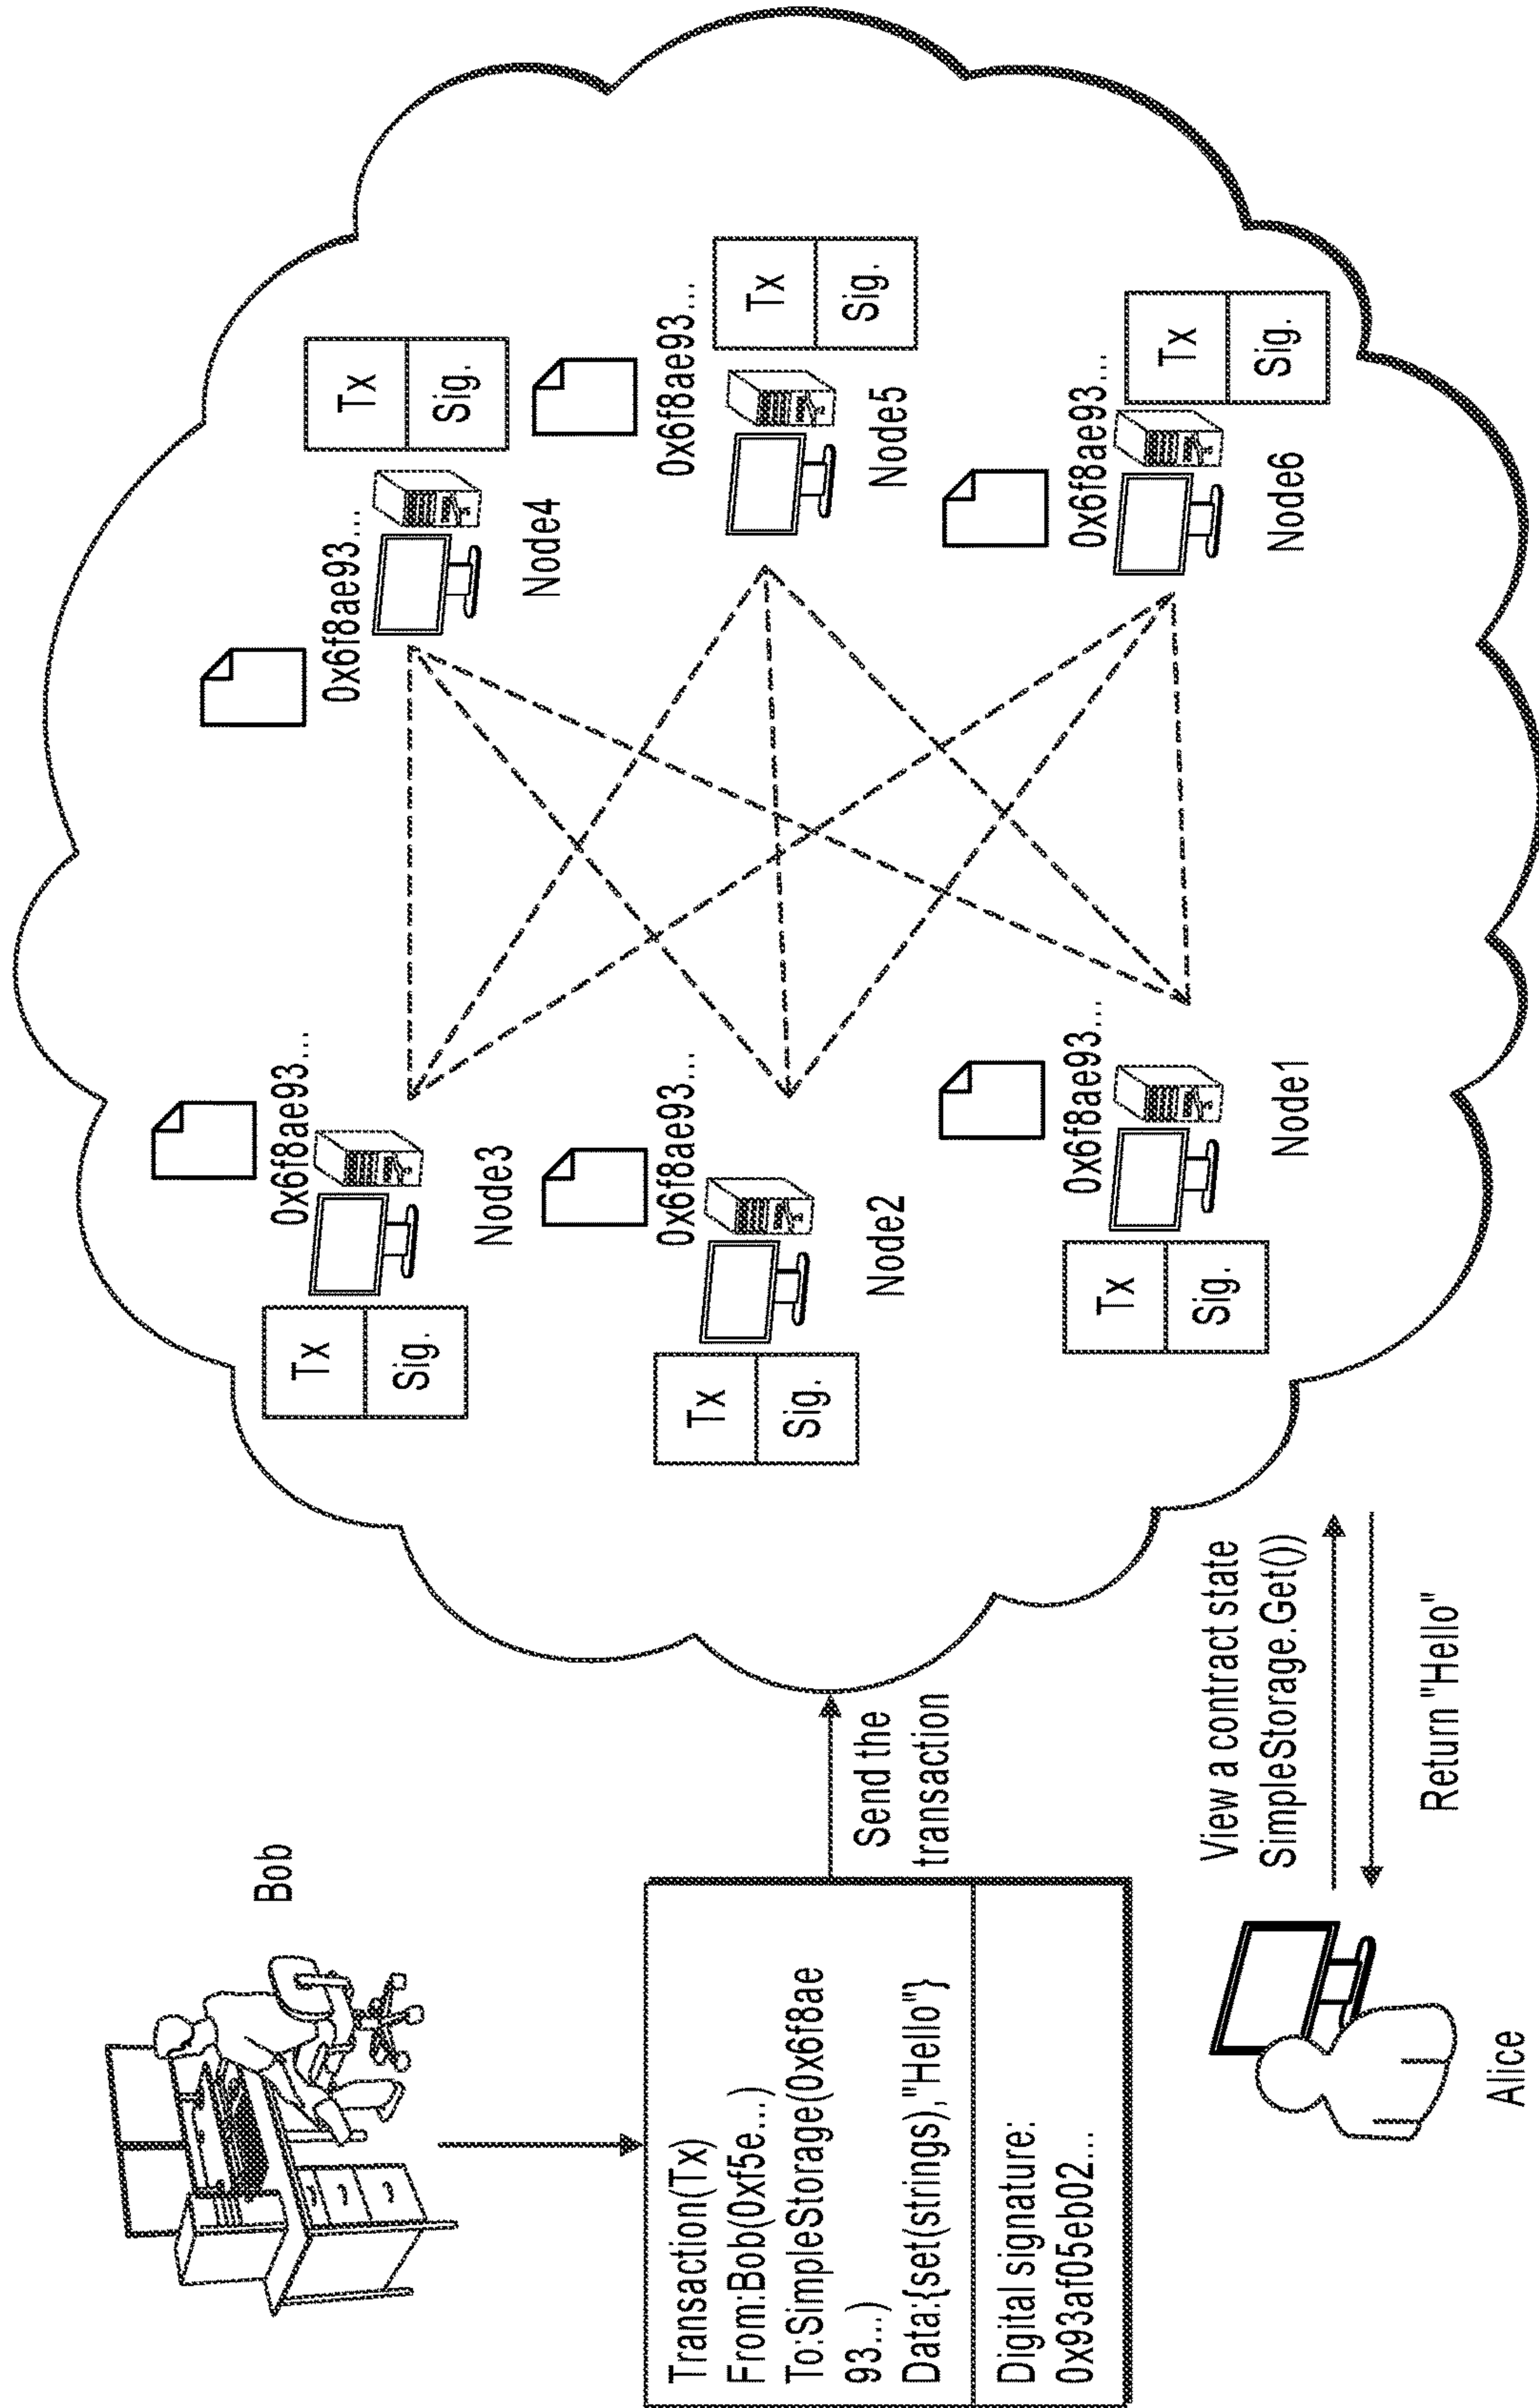 Bob
Transaction(Tx)
From:Bob(0xf5e...)
To:SimpleStorage(0x6f8ae
93...)
Data:{set(strings),"Hello"}
Digital signature:
0x93af05eb02...
Send the
transaction
Alice
View a contract state
SimpleStorage.Get())
Return "Hello"
Tx
Sig.
0x6f8ae93...
Node3
Tx
Sig.
0x6f8ae93...
Node2
Tx
Sig.
0x6f8ae93...
Node1
0x6f8ae93...
Tx
Sig.
Node4
0x6f8ae93...
Tx
Sig.
Node5
0x6f8ae93...
Tx
Sig.
Node6